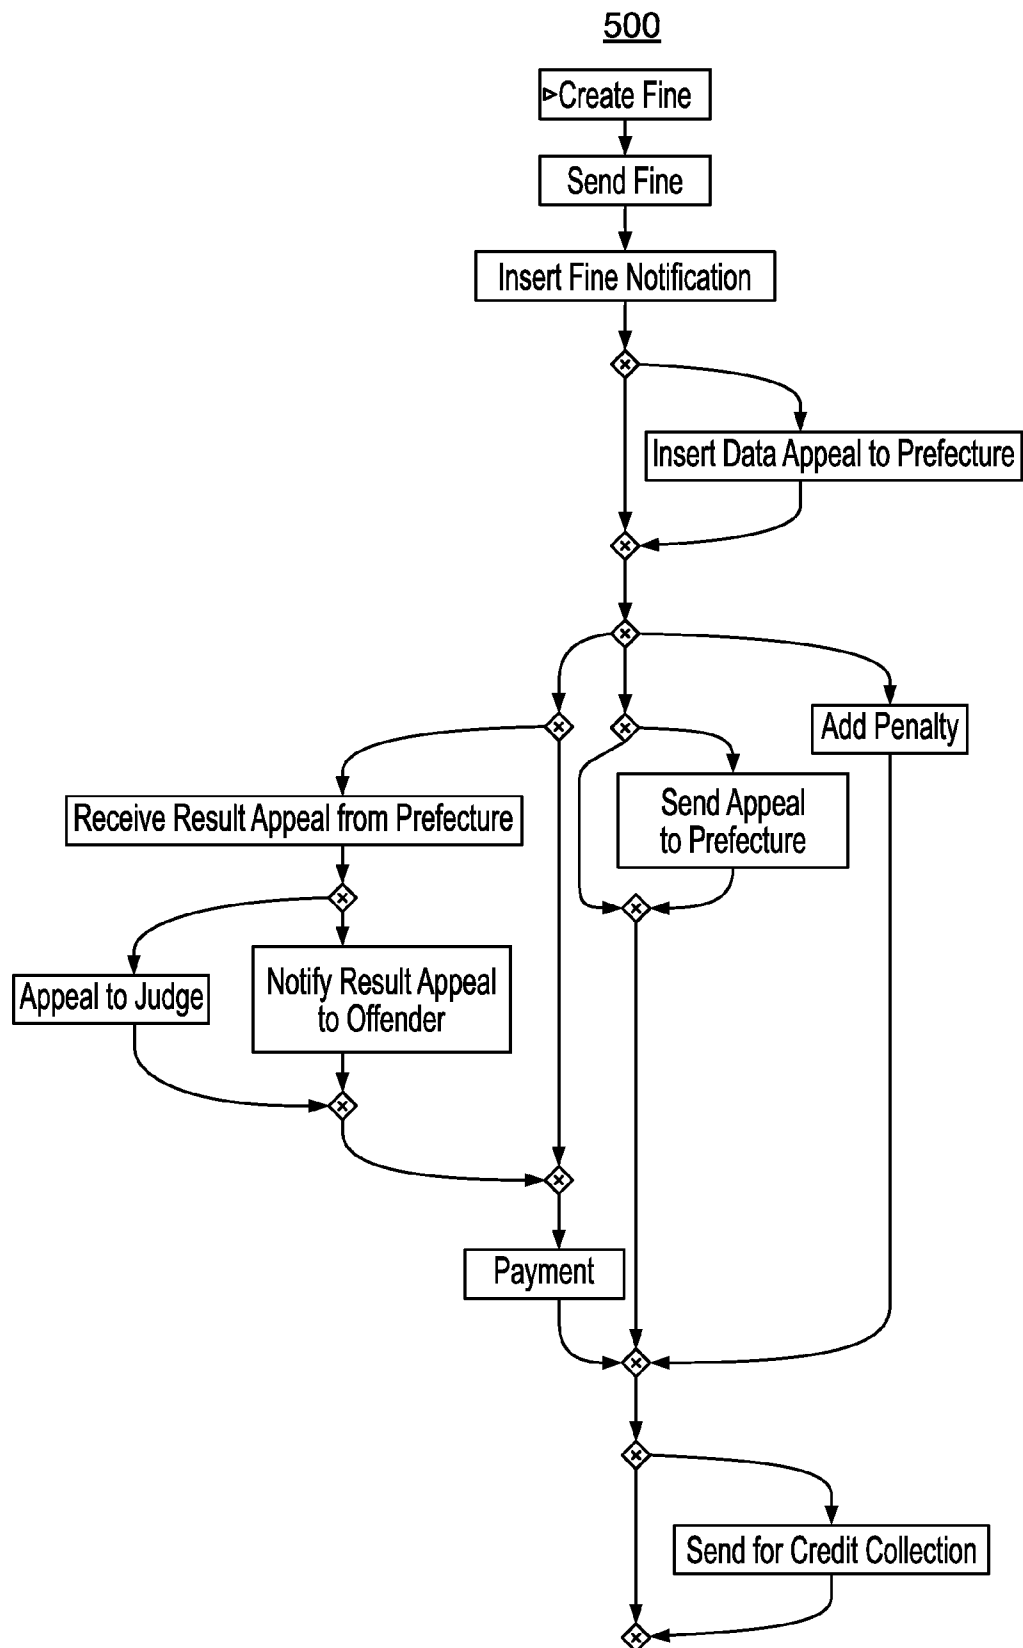 500
Create Fine
Send Fine
Insert Fine Notification
Insert Data Appeal to Prefecture
Add Penalty
Send Appeal
to Prefecture
Receive Result Appeal from Prefecture
Notify Result Appeal
to Offender
Appeal to Judge
Payment
Send for Credit Collection